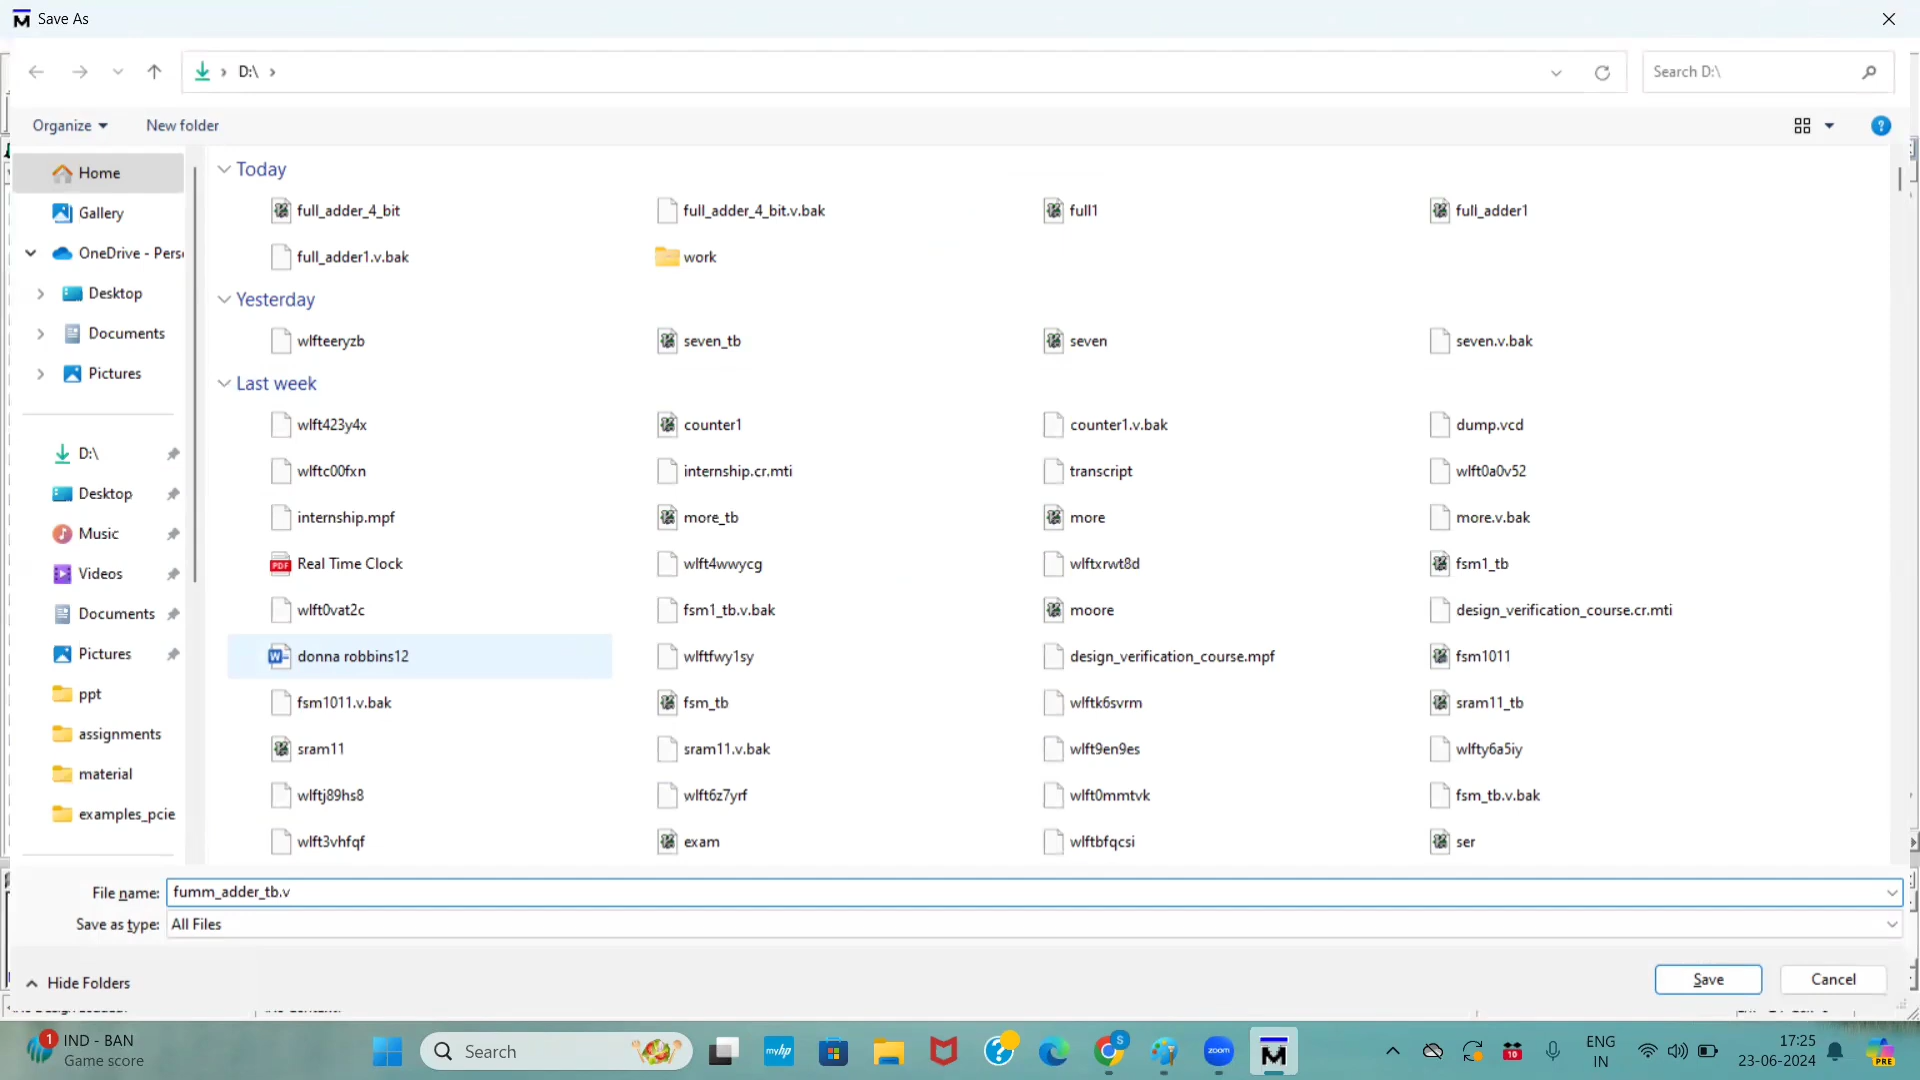 Save As
D:\
Search D:\
Organize
New folder
Home
Gallery
OneDrive - Pers
Desktop
Documents
Pictures
D:\
Desktop
Music
Videos
Documents
Pictures
ppt
assignments
material
examples_pcie
Today
full_adder_4_bit
full_adder_4_bit.v.bak
full1
full_adder1
full_adder1.v.bak
work
Yesterday
wlfteeryzb
seven_tb
seven
seven.v.bak
Last week
wlft423y4x
counter1
counter1.v.bak
dump.vcd
wlftc00fxn
internship.cr.mti
transcript
wlft0a0v52
internship.mpf
more_tb
more
more.v.bak
Real Time Clock
wlft4wwycg
wlftxrwt8d
fsm1_tb
wlft0vat2c
fsm1_tb.v.bak
moore
design_verification_course.cr.mti
donna robbins12
wlftfwy1sy
design_verification_course.mpf
fsm1011
fsm1011.v.bak
fsm_tb
wlftk6svrm
sram11_tb
sram11
sram11.v.bak
wlft9en9es
wlfty6a5iy
wlftj89hs8
wlft6z7yrf
wlft0mmtvk
fsm_tb.v.bak
wlft3vhfqf
exam
wlftbfqcsi
ser
File name: fumm_adder_tb.v
Save as type: All Files
Hide Folders
Save
Cancel
1
IND - BAN
Game score
Search
myhp
S
zoom
10
ENG
IN
17:25
23-06-2024
PRE